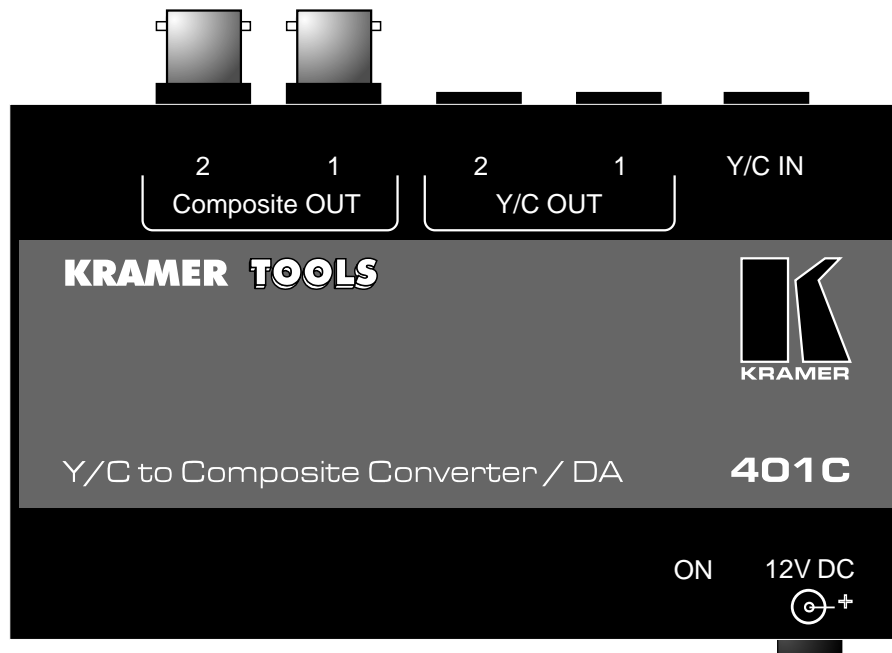 2 1 2 1 Y/C IN
Composite OUT Y/C OUT
KRAMER TOOLS
KRAMER
Y/C to Composite Converter / DA 401C
ON 12V DC
+